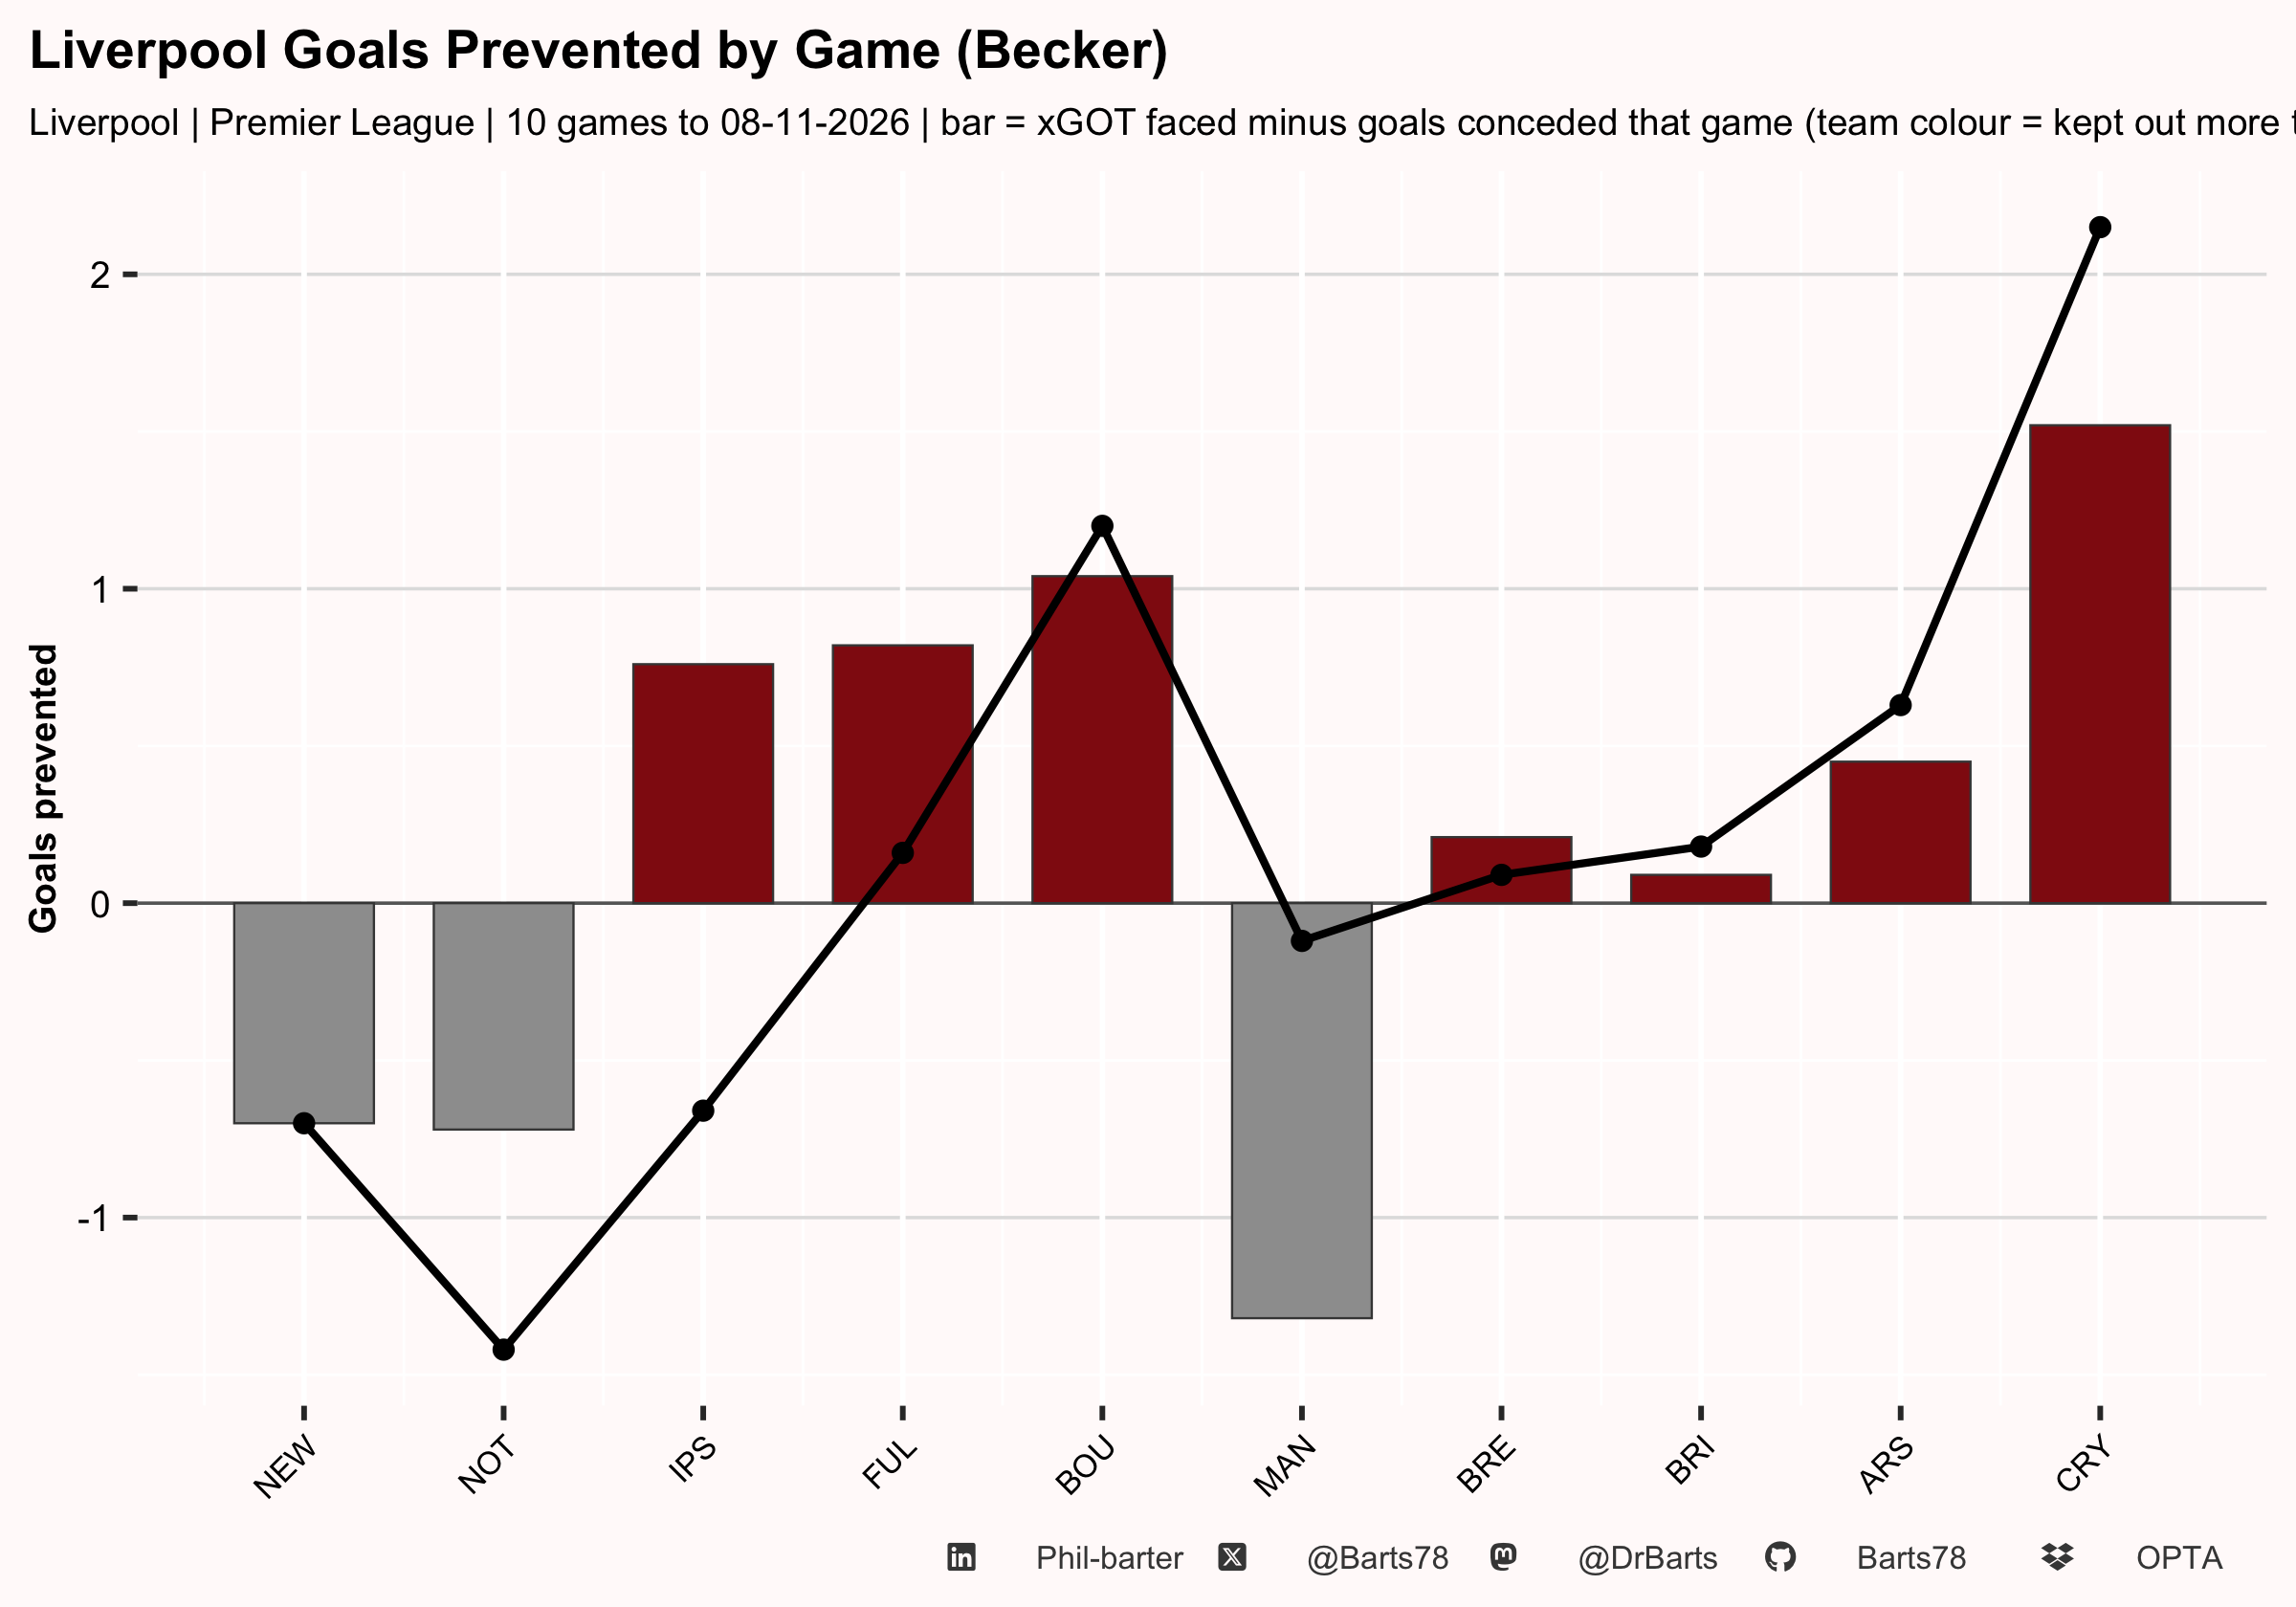 Liverpool Goals Prevented by Game (Becker)
Liverpool | Premier League | 10 games to 08-11-2026 | bar = xGOT faced minus goals conceded that game (team colour = kept out more
Goals prevented
2
1
0
-1
NEW
NOT
IPS
FUL
BOU
MAN
BRE
BRI
ARS
CRY
Phil-barter @Barts78 @DrBarts Barts78 OPTA